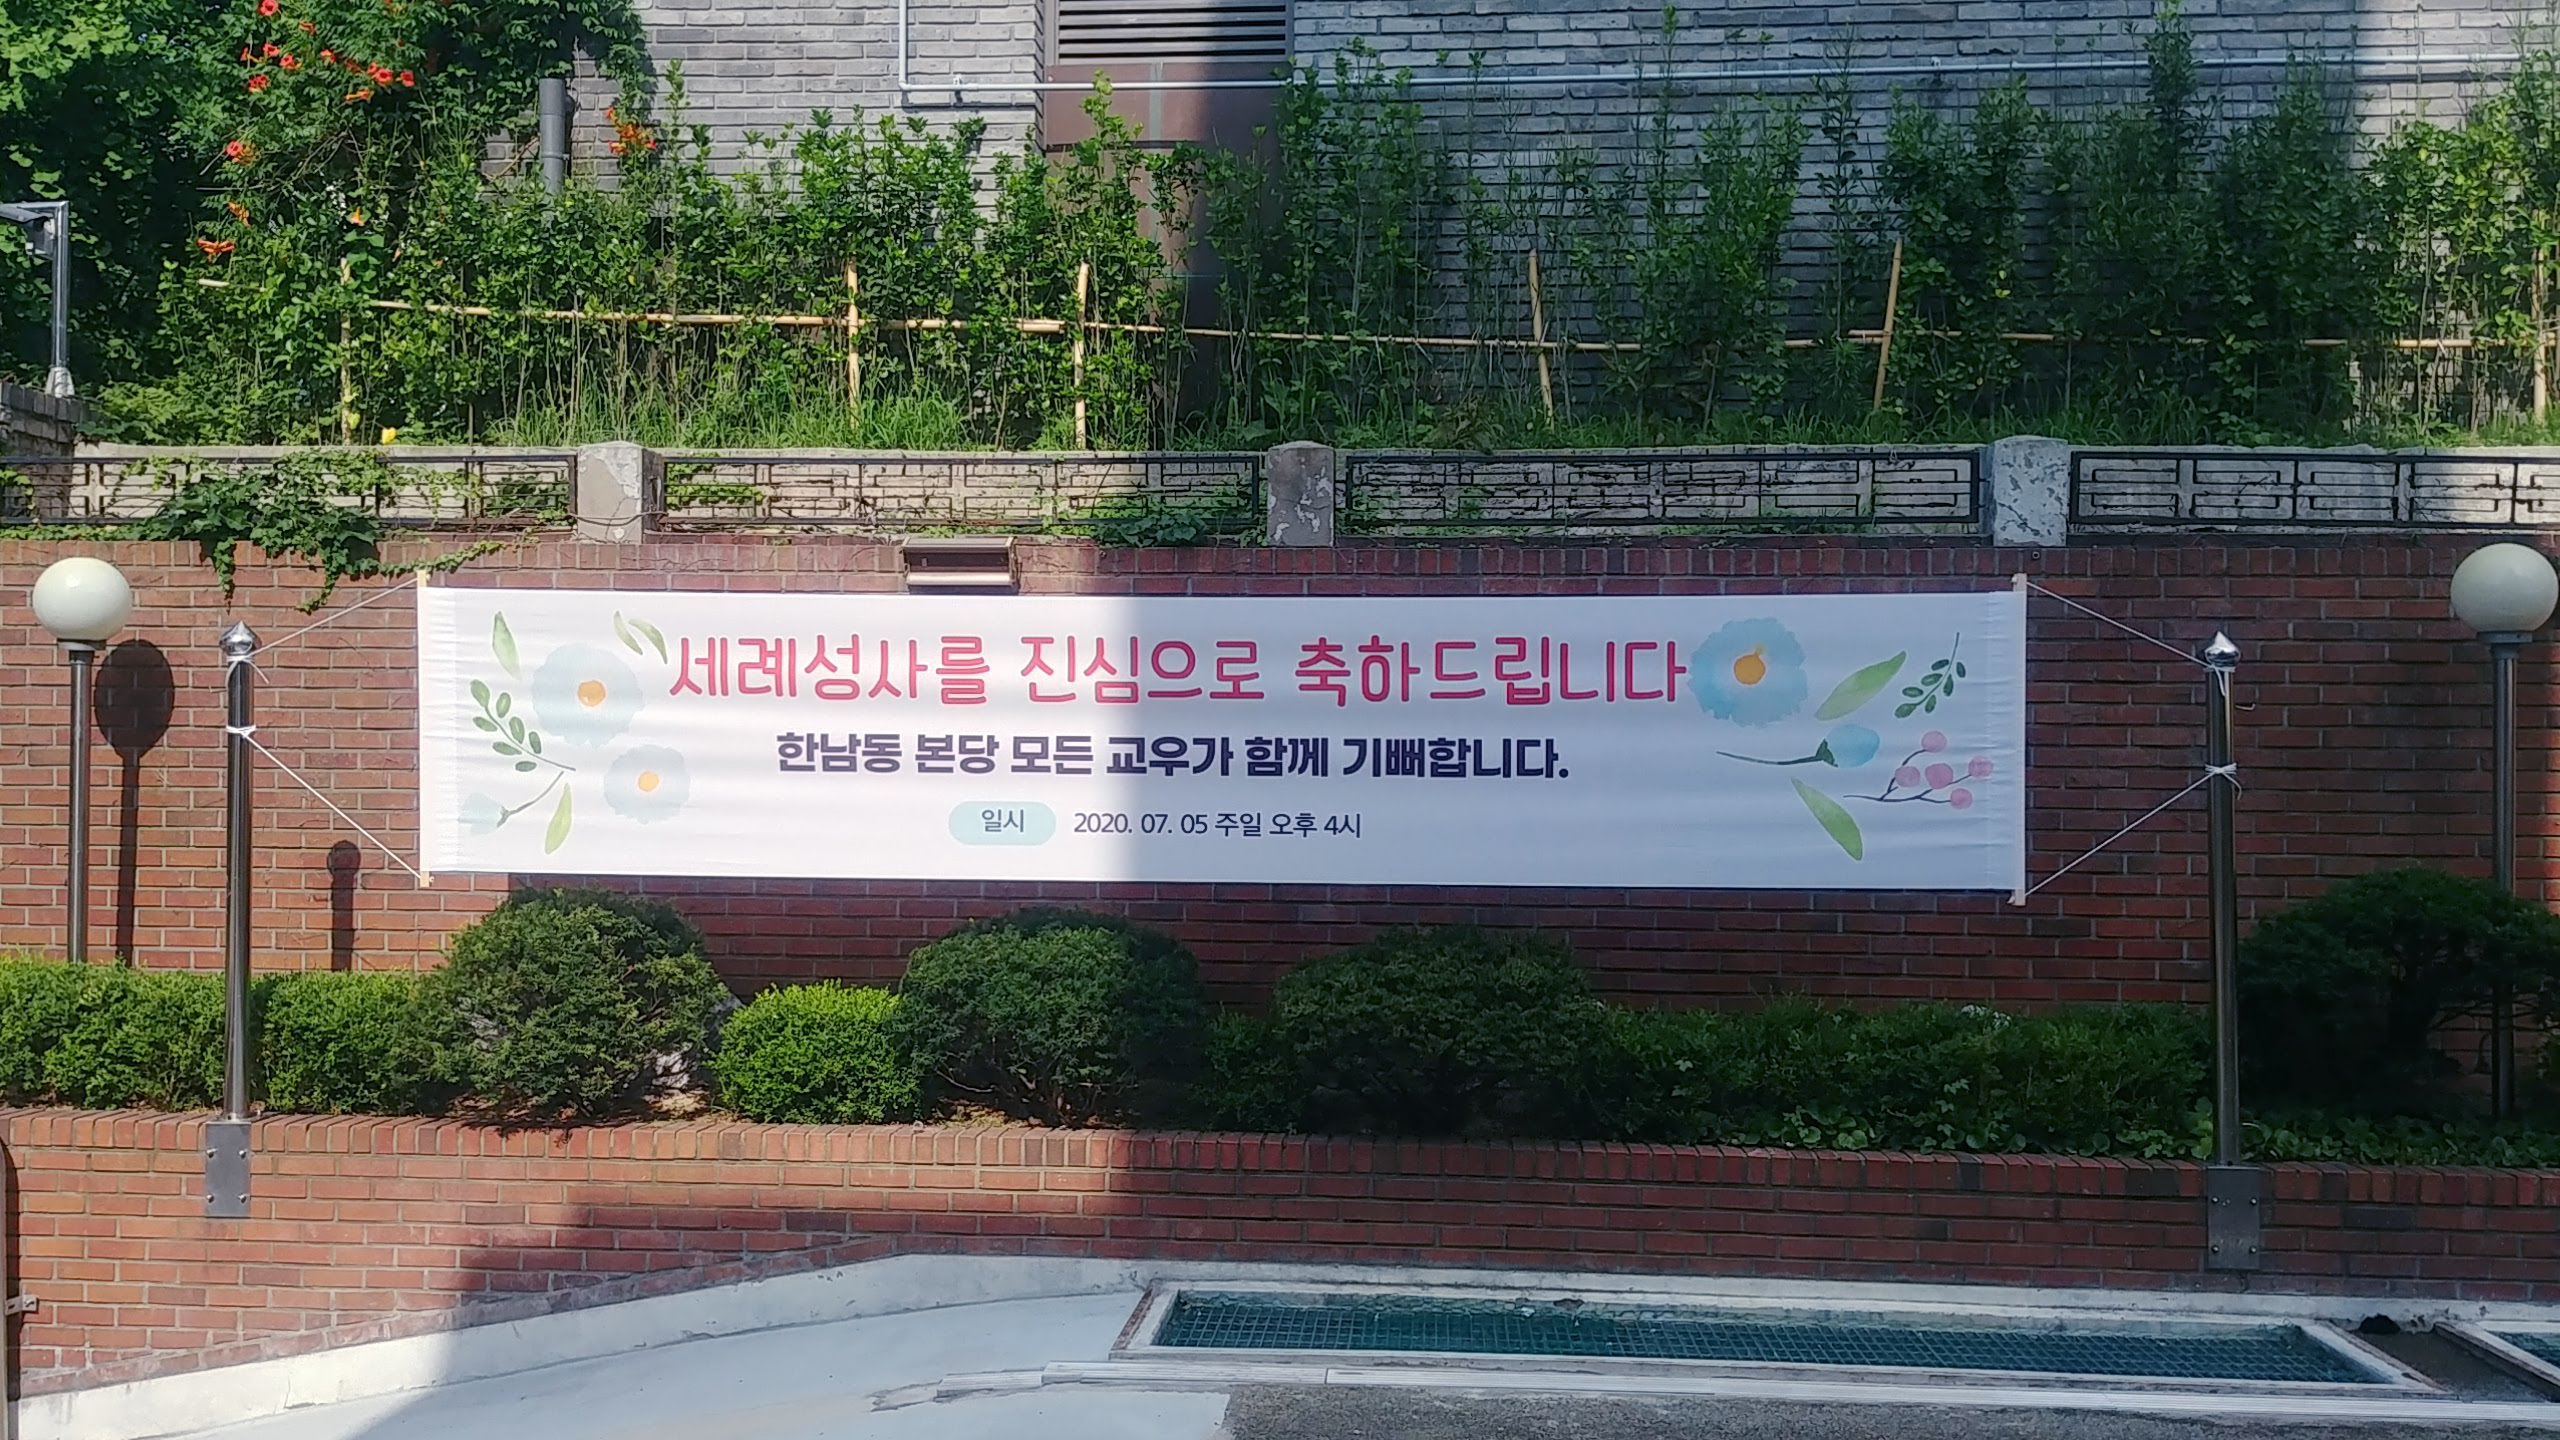 세례성사를 진심으로 축하드립니다
한남동 본당 모든 교우가 함께 기뻐합니다.
일시 2020. 07. 05 주일 오후 4시